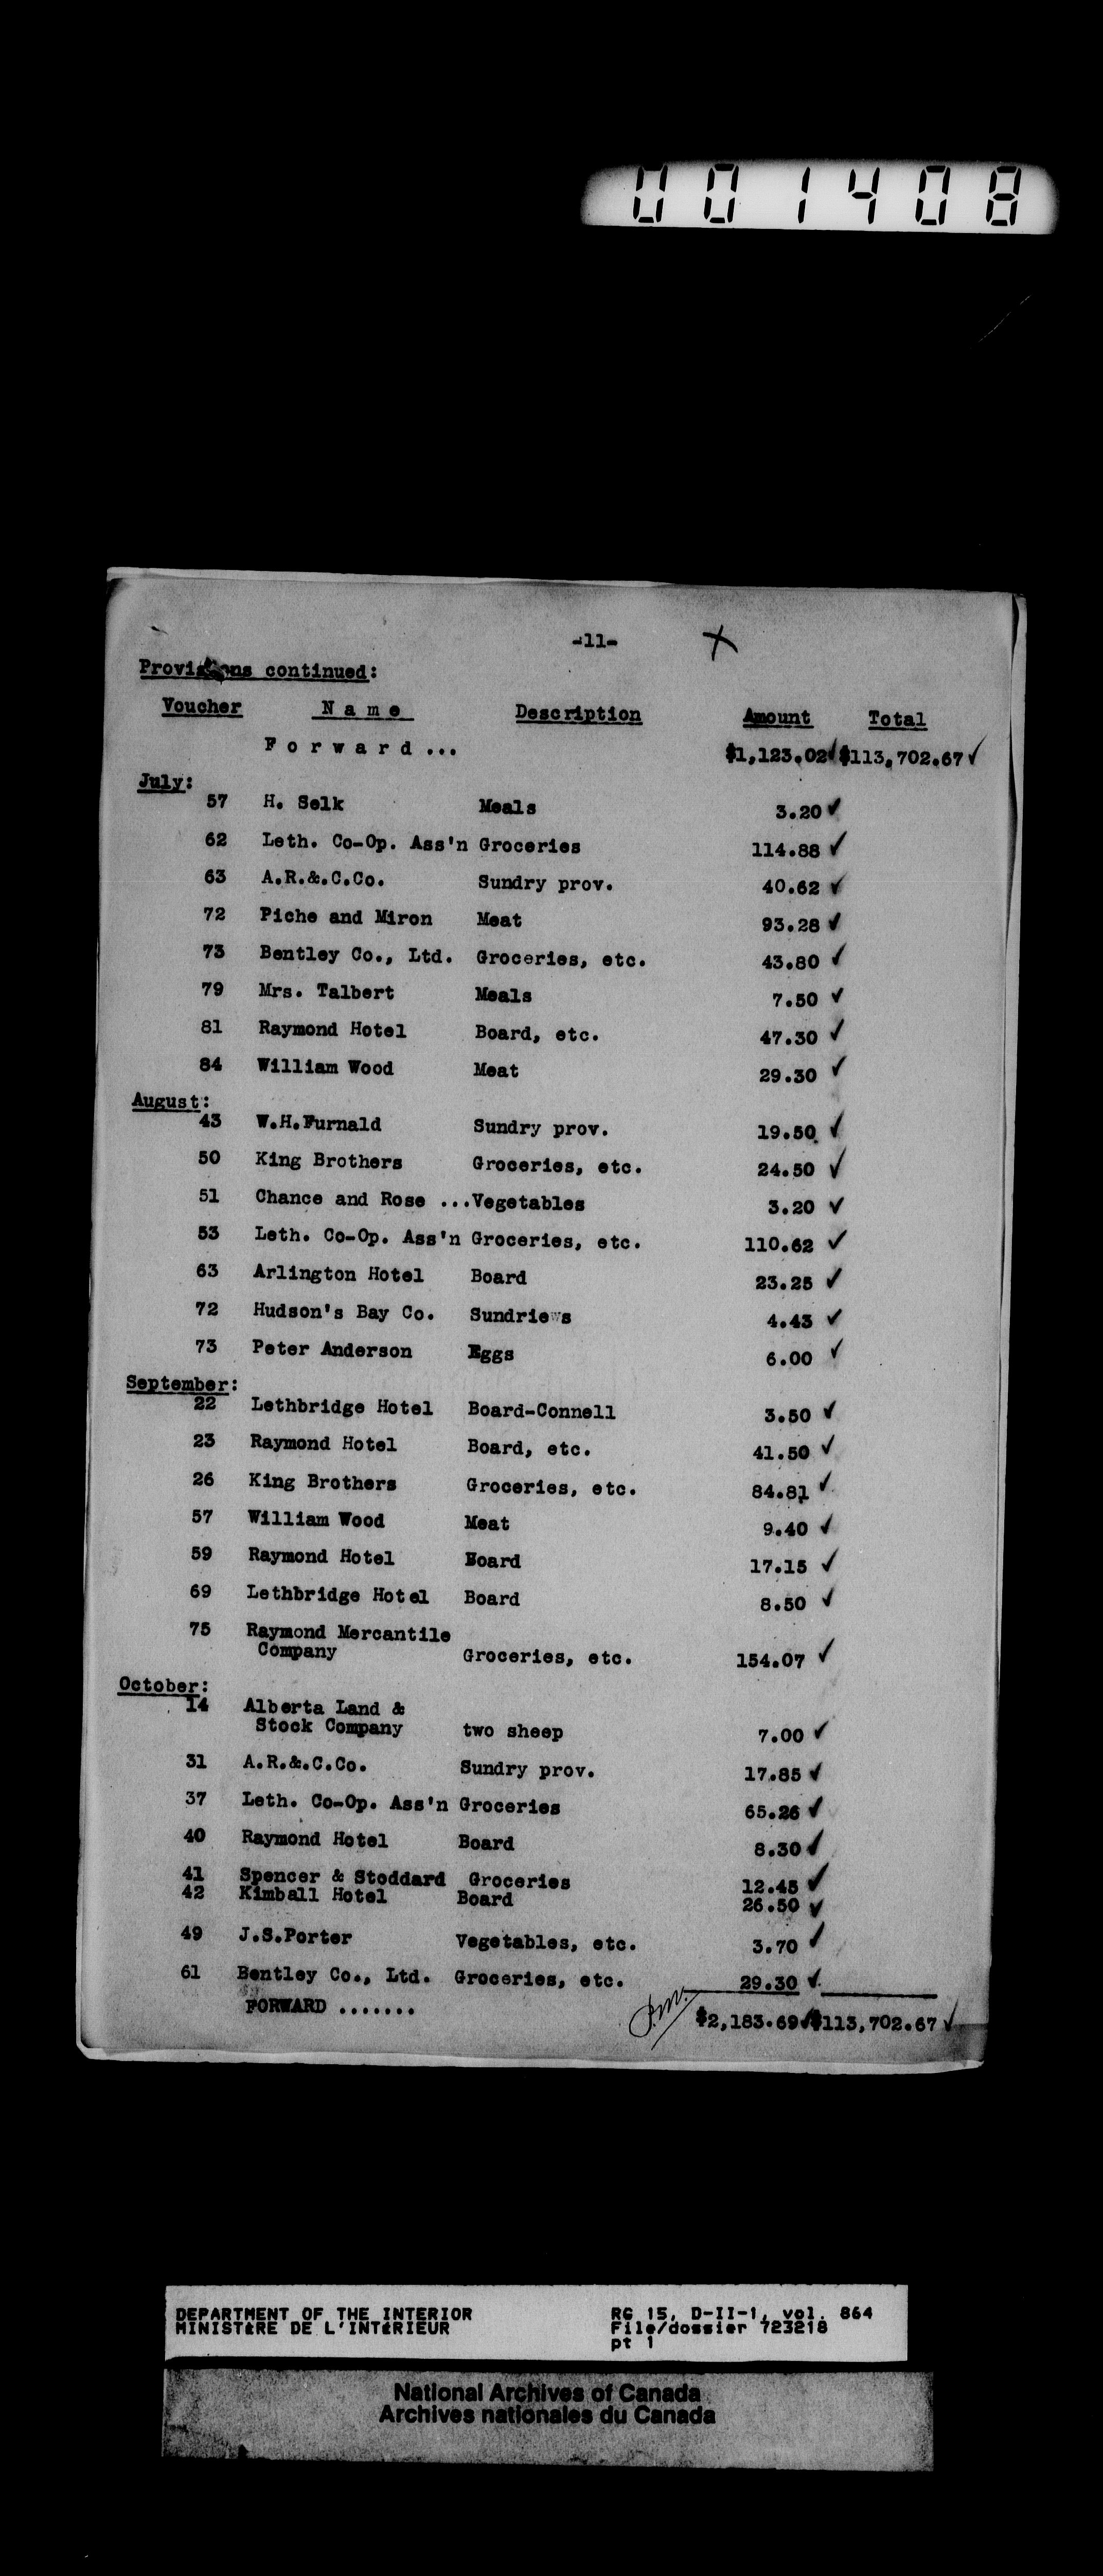 001408
-11-
Provisions continued:
Voucher Name Description Amount Total
Forward... $1,123.02 $113,702.67
July:
57 H. Selk Meals 3.20
62 Leth. Co-Op. Ass'n Groceries 114.88
63 A.R.&.C.Co. Sundry prov. 40.62
72 Piche and Miron Meat 93.28
73 Bentley Co., Ltd. Groceries, etc. 43.80
79 Mrs. Talbert Meals 7.50
81 Raymond Hotel Board, etc. 47.30
84 William Wood Meat 29.30
August:
43 W.H.Furnald Sundry prov. 19.50
50 King Brothers Groceries, etc. 24.50
51 Chance and Rose ...Vegetables 3.20
53 Leth. Co-Op. Ass'n Groceries, etc. 110.62
63 Arlington Hotel Board 23.25
72 Hudson's Bay Co. Sundries 4.43
73 Peter Anderson Eggs 6.00
September:
22 Lethbridge Hotel Board-Connell 3.50
23 Raymond Hotel Board, etc. 41.50
26 King Brothers Groceries, etc. 84.81
57 William Wood Meat 9.40
59 Raymond Hotel Board 17.15
69 Lethbridge Hotel Board 8.50
75 Raymond Mercantile
Company Groceries, etc. 154.07
October:
14 Alberta Land &
Stock Company two sheep 7.00
31 A.R.&.C.Co. Sundry prov. 17.85
37 Leth. Co-Op. Ass'n Groceries 65.26
40 Raymond Hotel Board 8.30
41 Spencer & Stoddard Groceries 12.45
42 Kimball Hotel Board 26.50
49 J.S.Porter Vegetables, etc. 3.70
61 Bentley Co., Ltd. Groceries, etc. 29.30
FORWARD ....... $2,183.69 $113,702.67
DEPARTMENT OF THE INTERIOR RG 15, D-II-1, vol. 864
MINISTÈRE DE L'INTÉRIEUR File/dossier 723218
pt 1
National Archives of Canada
Archives nationales du Canada